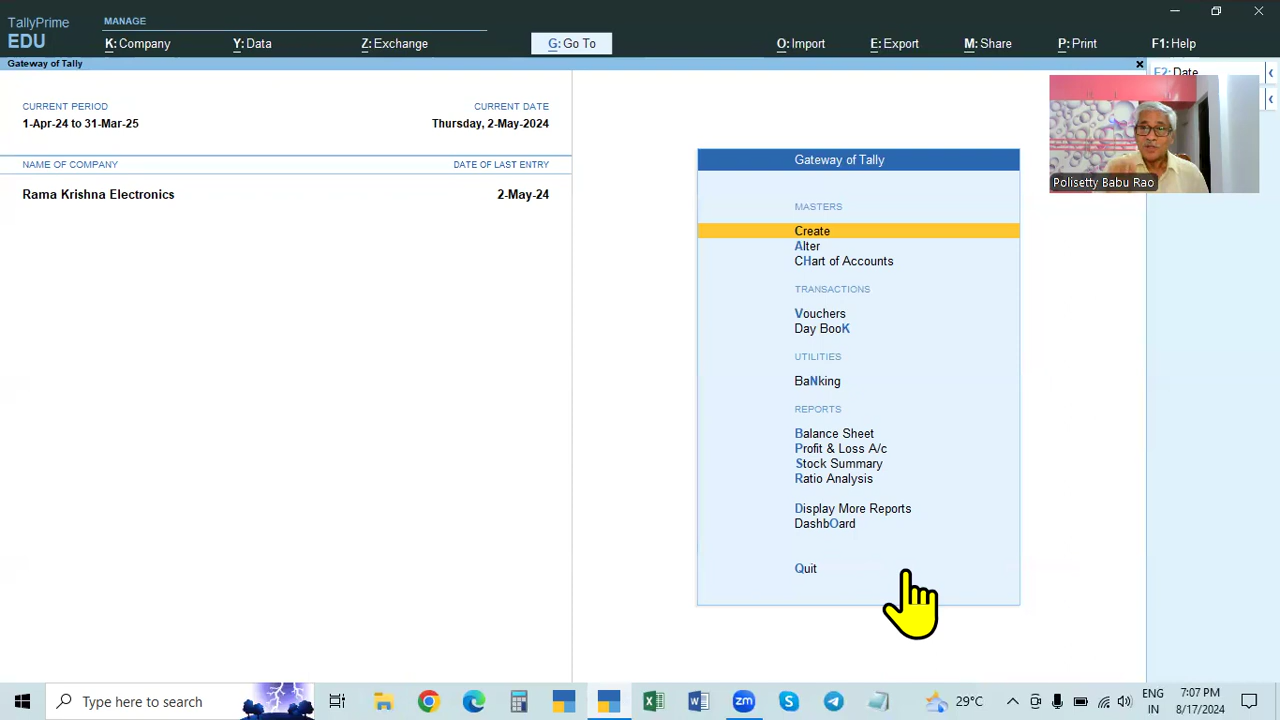 TallyPrime
EDU
MANAGE
K: Company
Y: Data
Z: Exchange
G: Go To
O: Import
E: Export
M: Share
P: Print
F1: Help
Gateway of Tally
F2: Date
CURRENT PERIOD
CURRENT DATE
1-Apr-24 to 31-Mar-25
Thursday, 2-May-2024
NAME OF COMPANY
DATE OF LAST ENTRY
Rama Krishna Electronics
2-May-24
Gateway of Tally
MASTERS
Create
Alter
CHart of Accounts
TRANSACTIONS
Vouchers
Day BooK
UTILITIES
BaNking
REPORTS
Balance Sheet
Profit & Loss A/c
Stock Summary
Ratio Analysis
Display More Reports
DashbOard
Quit
Polisetty Babu Rao
Type here to search
29°C
ENG
IN
7:07 PM
8/17/2024